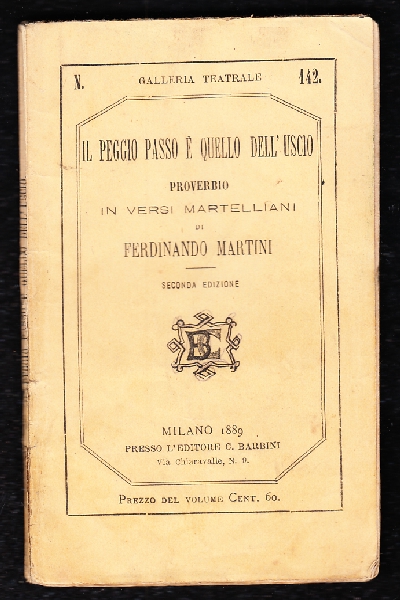 N. GALLERIA TEATRALE 142.
IL PEGGIO PASSO È QUELLO DELL' USCIO
PROVERBIO
IN VERSI MARTELLIANI
DI
FERDINANDO MARTINI
SECONDA EDIZIONE
MILANO 1889
PRESSO L'EDITORE C. BARBINI
Via Chiaravalle, N. 9.
PREZZO DEL VOLUME CENT. 60.